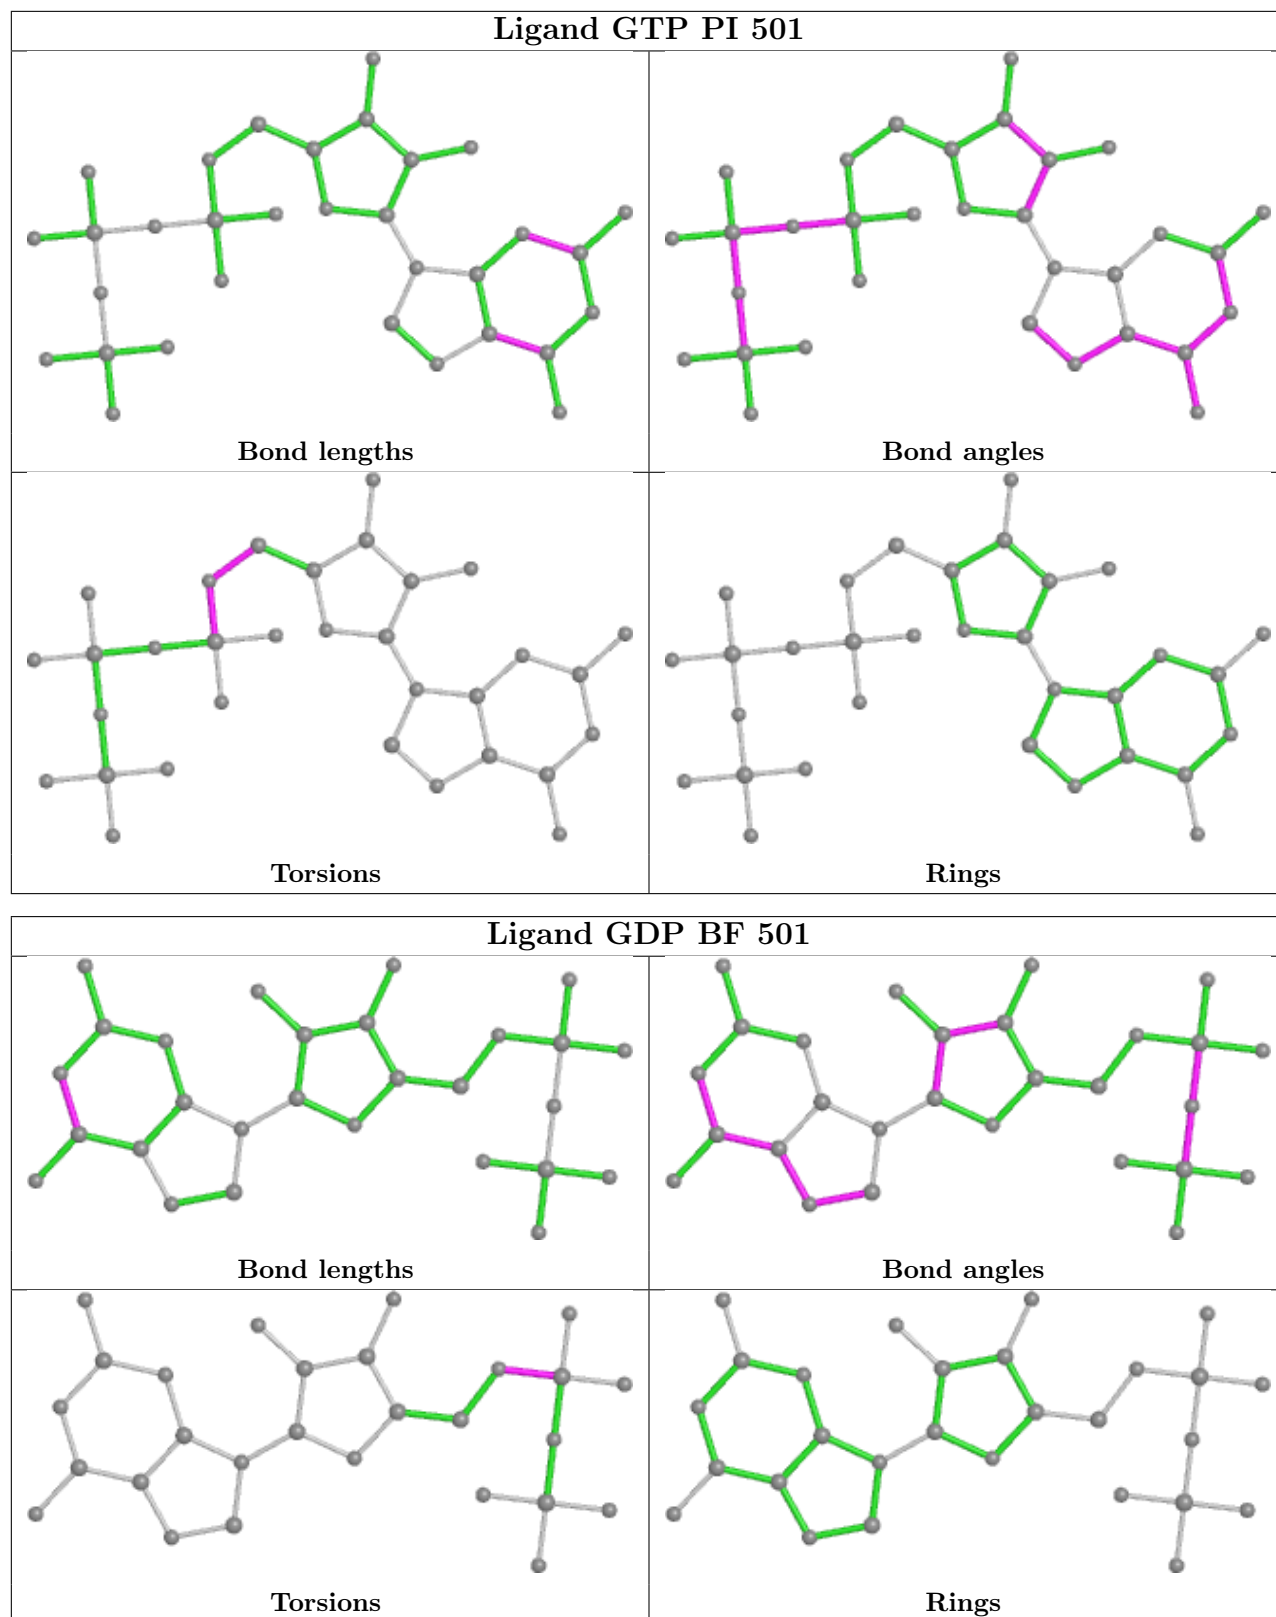 Ligand GTP PI 501
Bond lengths
Bond angles
Torsions
Rings
Ligand GDP BF 501
Bond lengths
Bond angles
Torsions
Rings